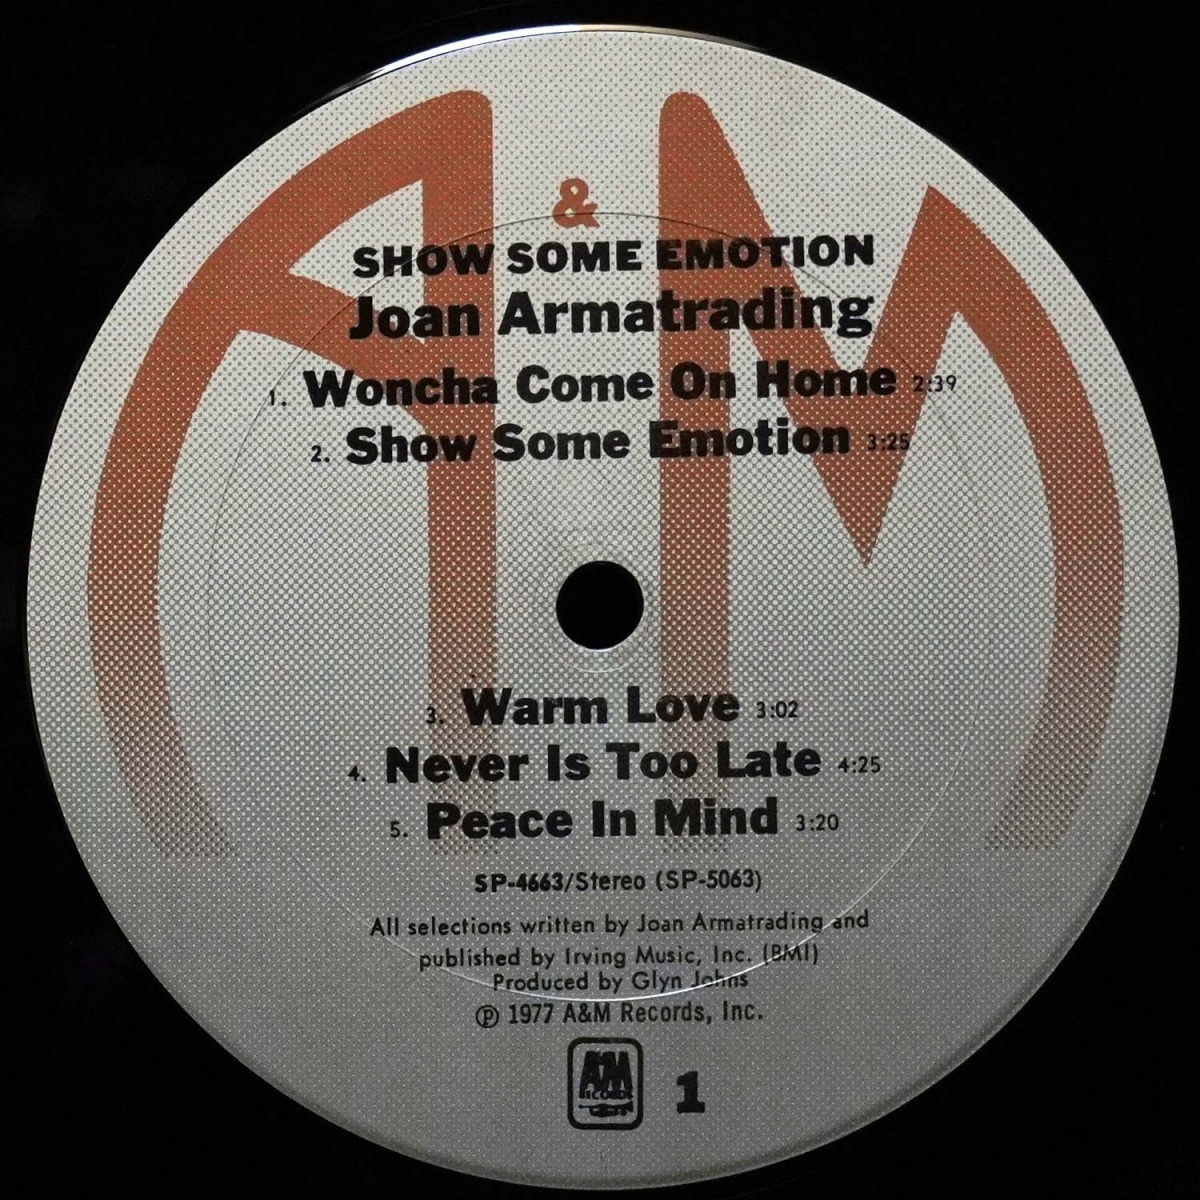 A & M
SHOW SOME EMOTION
Joan Armatrading
1. Woncha Come On Home 2:39
2. Show Some Emotion 3:25
3. Warm Love 3:02
4. Never Is Too Late 4:25
5. Peace In Mind 3:20
SP-4663/Stereo (SP-5063)
All selections written by Joan Armatrading and
published by Irving Music, Inc. (BMI)
Produced by Glyn Johns
Ⓟ 1977 A&M Records, Inc.
A&M
RECORDS
1